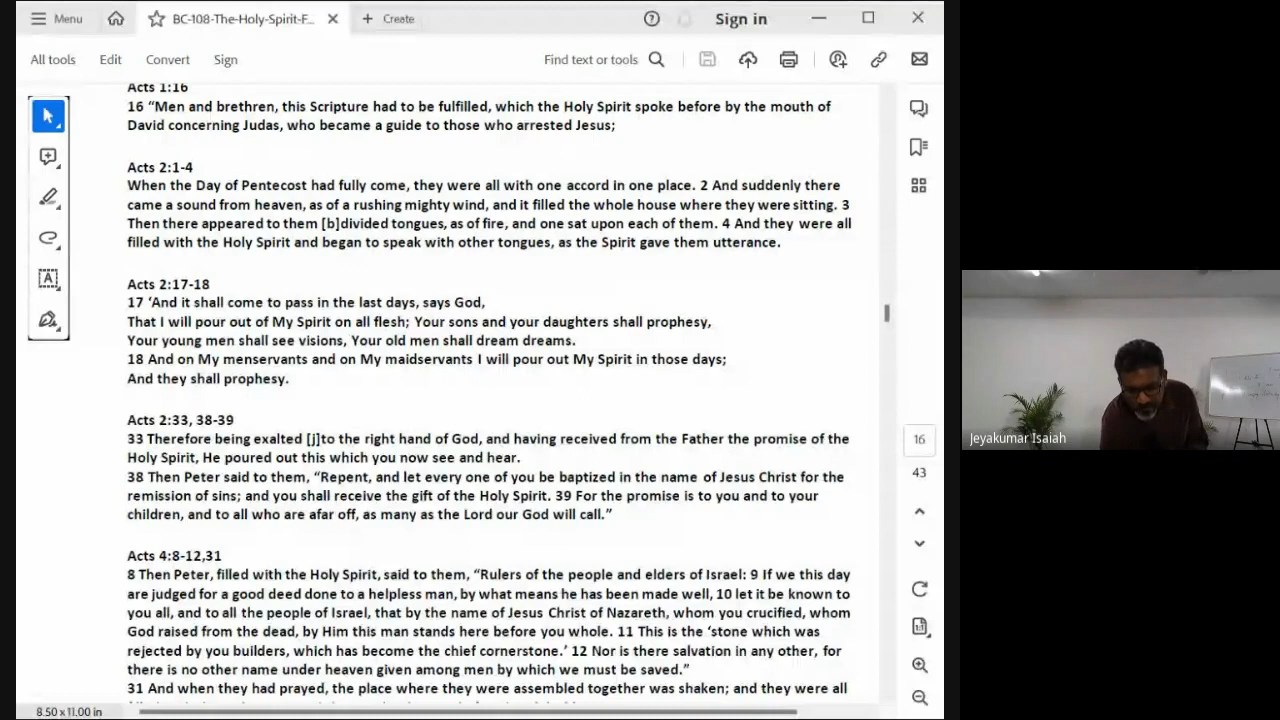 Menu
BC-108-The-Holy-Spirit-F...
Create
Sign in
All tools
Edit
Convert
Sign
Find text or tools
Acts 1:16
16 “Men and brethren, this Scripture had to be fulfilled, which the Holy Spirit spoke before by the mouth of
David concerning Judas, who became a guide to those who arrested Jesus;
Acts 2:1-4
When the Day of Pentecost had fully come, they were all with one accord in one place. 2 And suddenly there
came a sound from heaven, as of a rushing mighty wind, and it filled the whole house where they were sitting. 3
Then there appeared to them [b]divided tongues, as of fire, and one sat upon each of them. 4 And they were all
filled with the Holy Spirit and began to speak with other tongues, as the Spirit gave them utterance.
Acts 2:17-18
17 ‘And it shall come to pass in the last days, says God,
That I will pour out of My Spirit on all flesh; Your sons and your daughters shall prophesy,
Your young men shall see visions, Your old men shall dream dreams.
18 And on My menservants and on My maidservants I will pour out My Spirit in those days;
And they shall prophesy.
Acts 2:33, 38-39
33 Therefore being exalted [j]to the right hand of God, and having received from the Father the promise of the
Holy Spirit, He poured out this which you now see and hear.
38 Then Peter said to them, “Repent, and let every one of you be baptized in the name of Jesus Christ for the
remission of sins; and you shall receive the gift of the Holy Spirit. 39 For the promise is to you and to your
children, and to all who are afar off, as many as the Lord our God will call.”
Acts 4:8-12,31
8 Then Peter, filled with the Holy Spirit, said to them, “Rulers of the people and elders of Israel: 9 If we this day
are judged for a good deed done to a helpless man, by what means he has been made well, 10 let it be known to
you all, and to all the people of Israel, that by the name of Jesus Christ of Nazareth, whom you crucified, whom
God raised from the dead, by Him this man stands here before you whole. 11 This is the ‘stone which was
rejected by you builders, which has become the chief cornerstone.’ 12 Nor is there salvation in any other, for
there is no other name under heaven given among men by which we must be saved.”
31 And when they had prayed, the place where they were assembled together was shaken; and they were all
16
43
8.50 x 11.00 in
Jeyakumar Isaiah